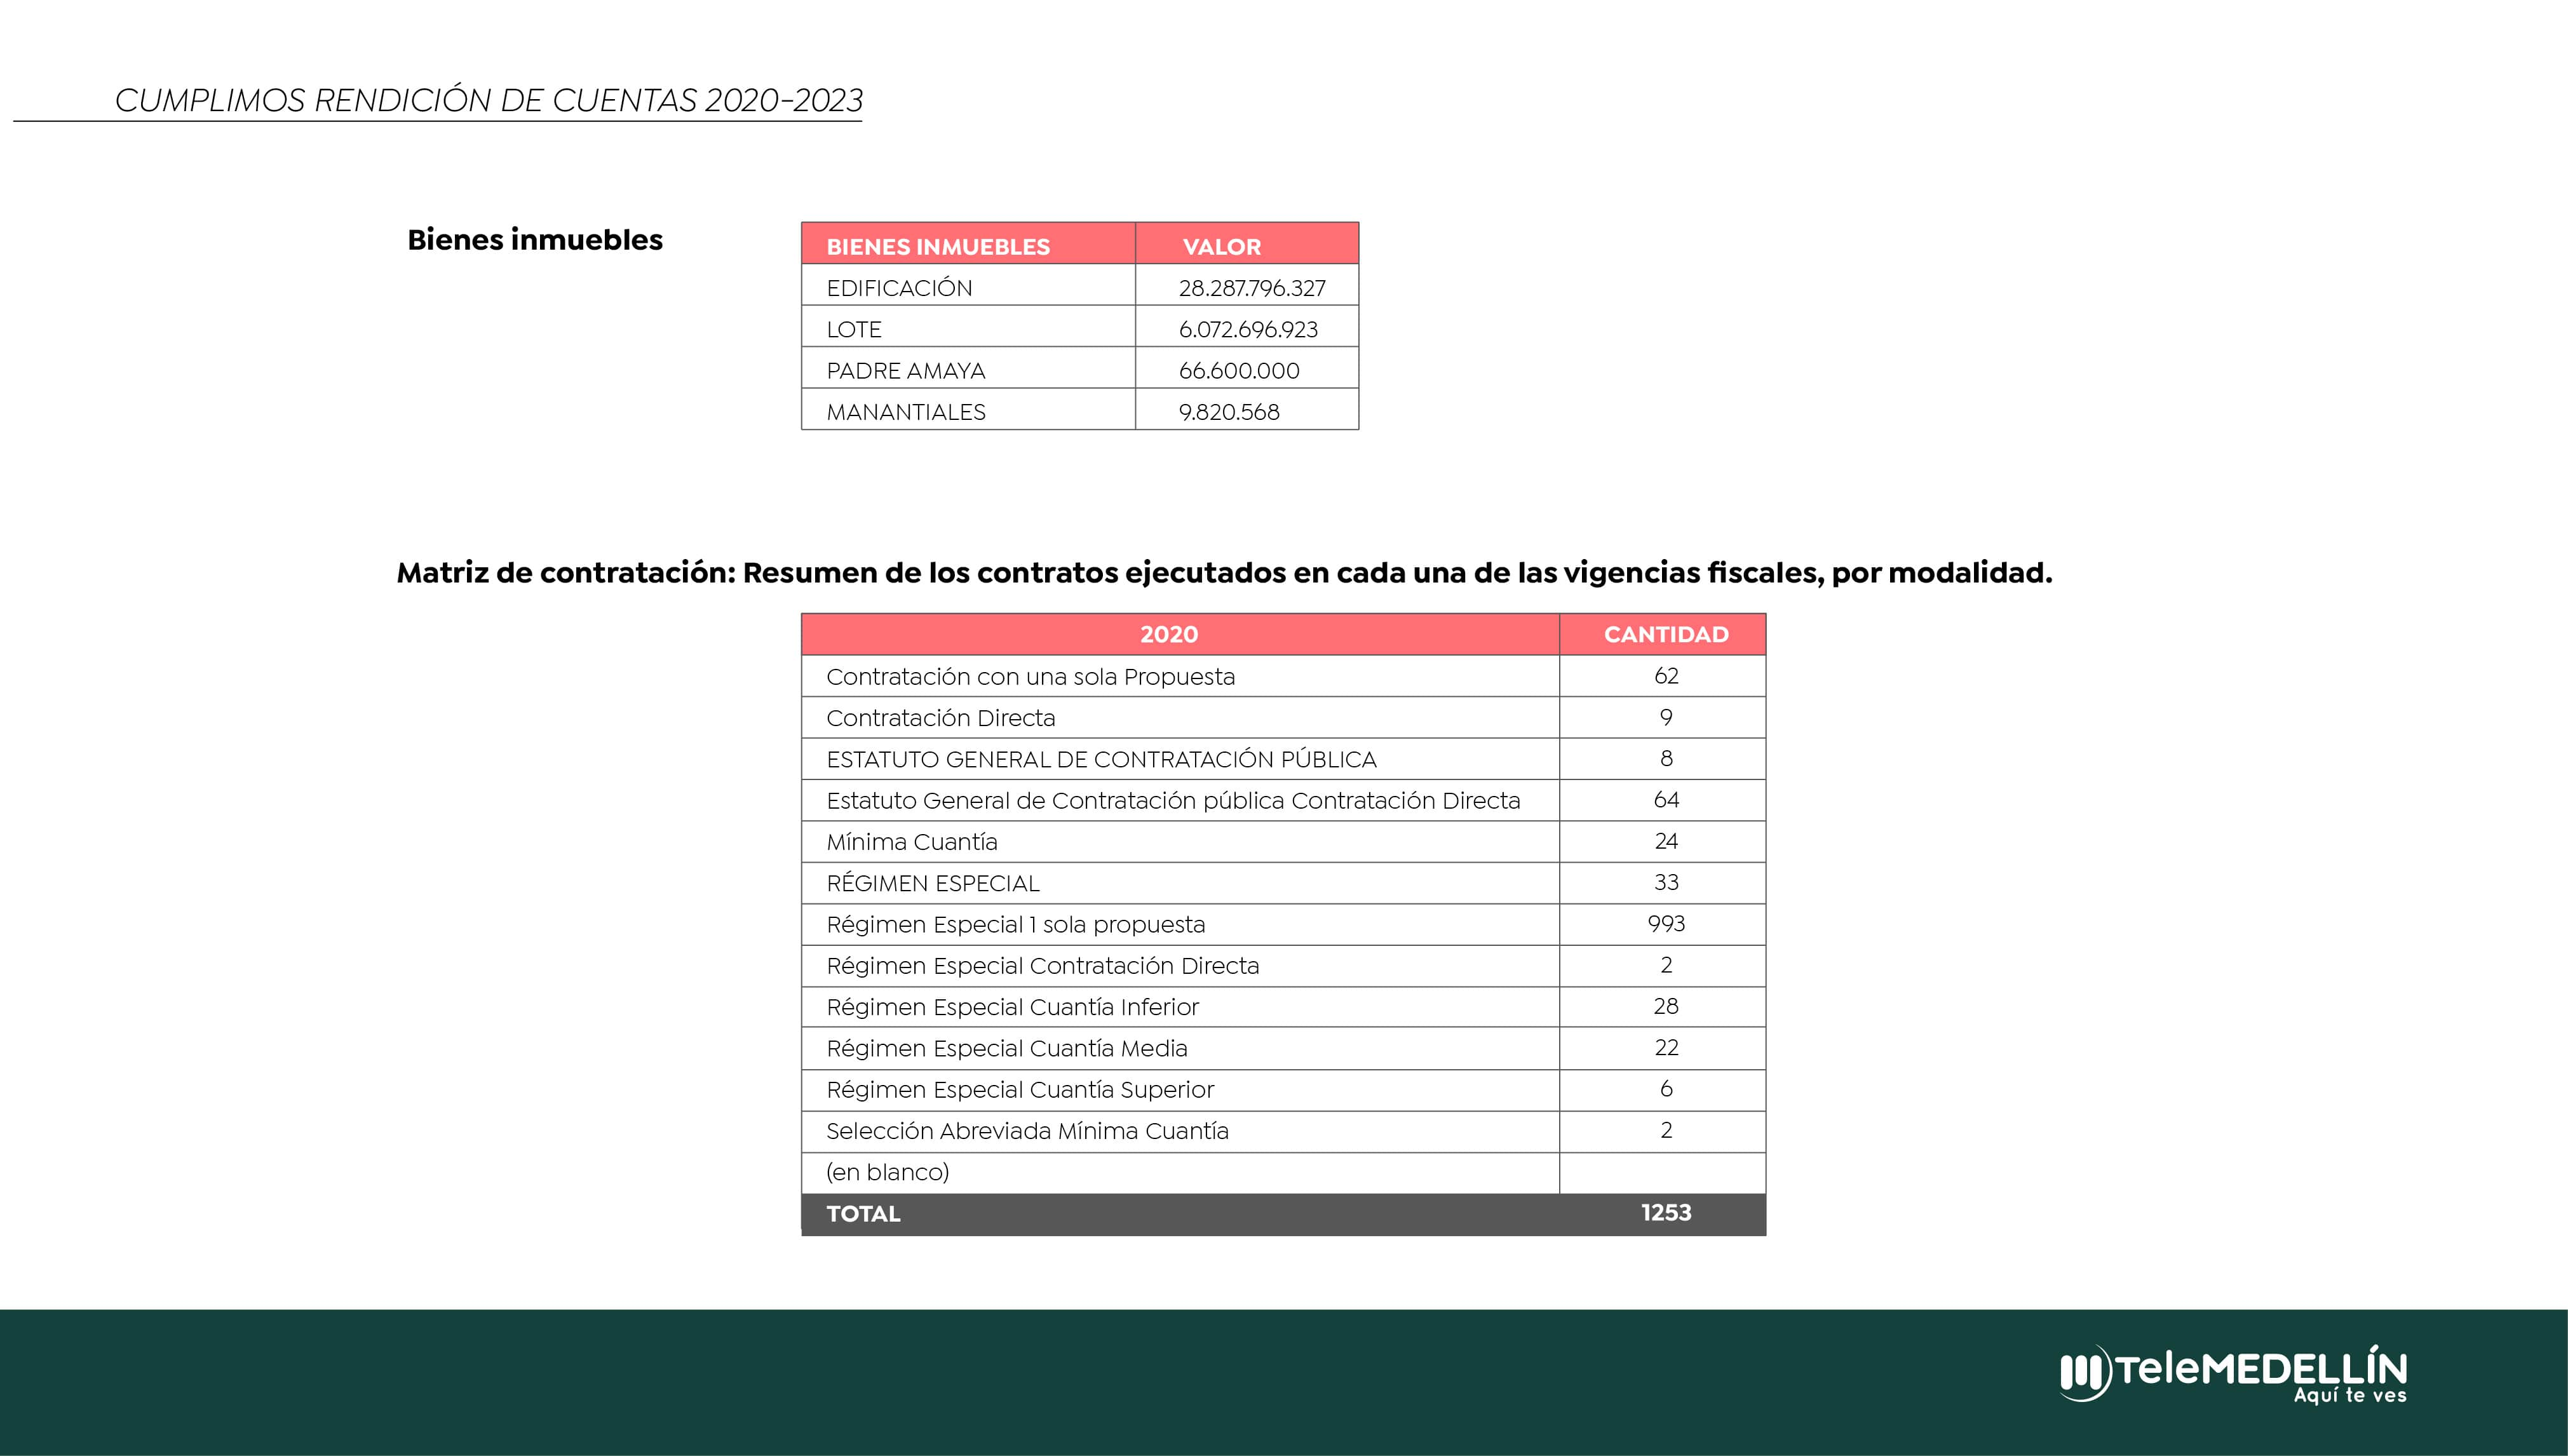 CUMPLIMOS RENDICIÓN DE CUENTAS 2020-2023
Bienes inmuebles
BIENES INMUEBLES VALOR
EDIFICACIÓN 28.287.796.327
LOTE 6.072.696.923
PADRE AMAYA 66.600.000
MANANTIALES 9.820.568
Matriz de contratación: Resumen de los contratos ejecutados en cada una de las vigencias fiscales, por modalidad.
2020 CANTIDAD
Contratación con una sola Propuesta 62
Contratación Directa 9
ESTATUTO GENERAL DE CONTRATACIÓN PÚBLICA 8
Estatuto General de Contratación pública Contratación Directa 64
Mínima Cuantía 24
RÉGIMEN ESPECIAL 33
Régimen Especial 1 sola propuesta 993
Régimen Especial Contratación Directa 2
Régimen Especial Cuantía Inferior 28
Régimen Especial Cuantía Media 22
Régimen Especial Cuantía Superior 6
Selección Abreviada Mínima Cuantía 2
(en blanco)
TOTAL 1253
TeleMEDELLÍN
Aquí te ves